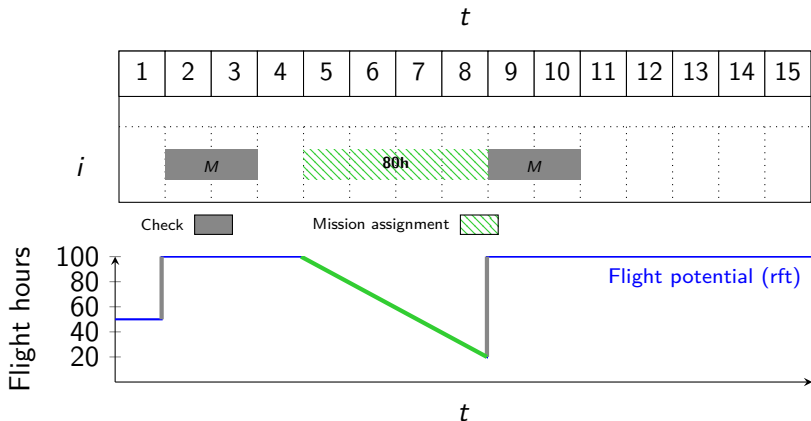 t
1 2 3 4 5 6 7 8 9 10 11 12 13 14 15
i M 80h M
Check Mission assignment
Flight hours
100
80
60
40
20
Flight potential (rft)
t